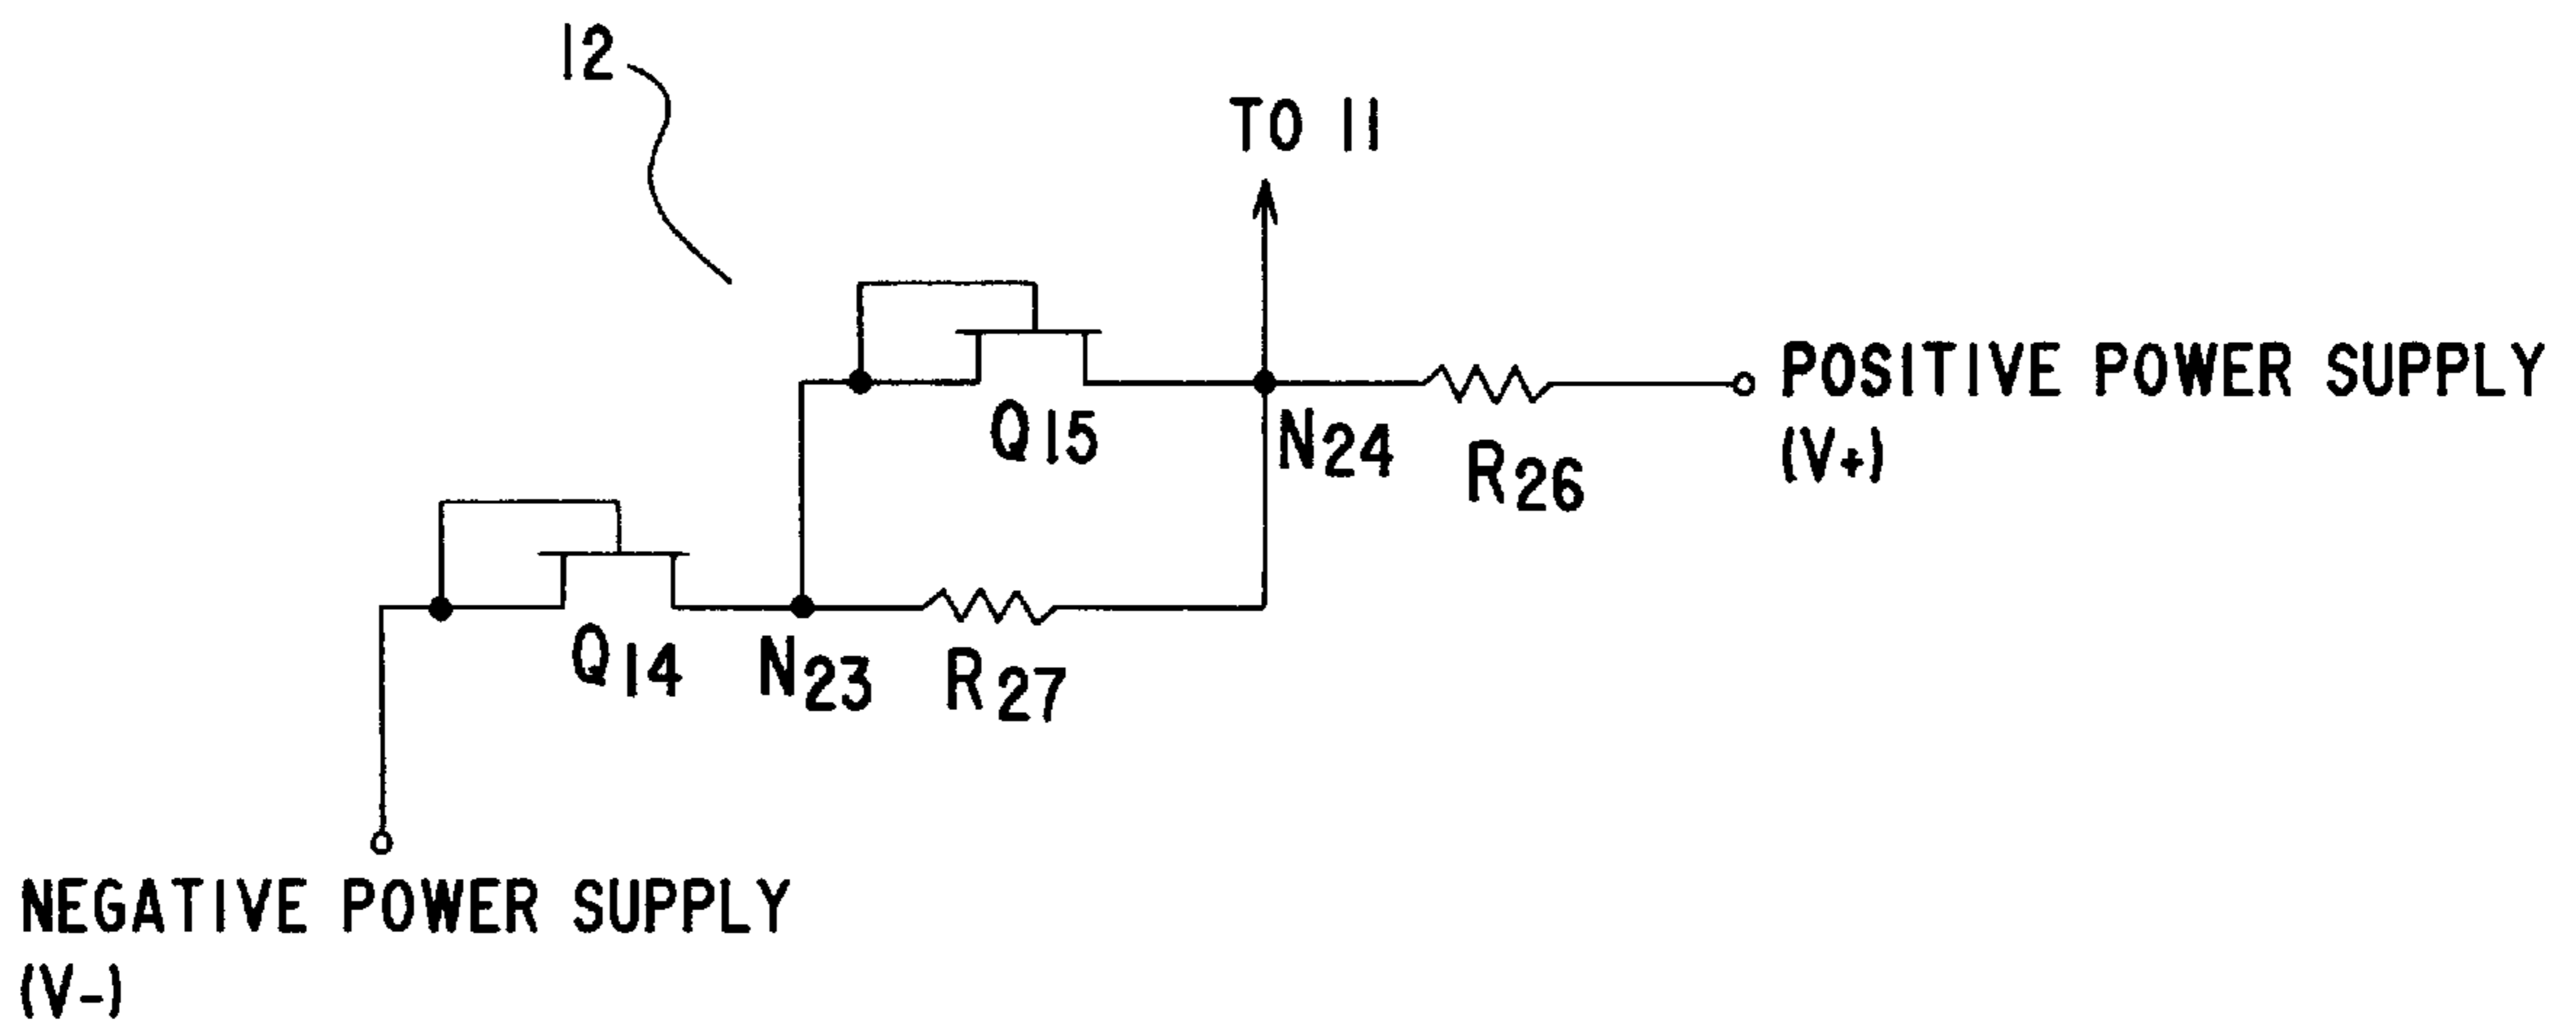 12
TO 11
Q15
N24
R26
POSITIVE POWER SUPPLY
(V+)
Q14
N23
R27
NEGATIVE POWER SUPPLY
(V-)